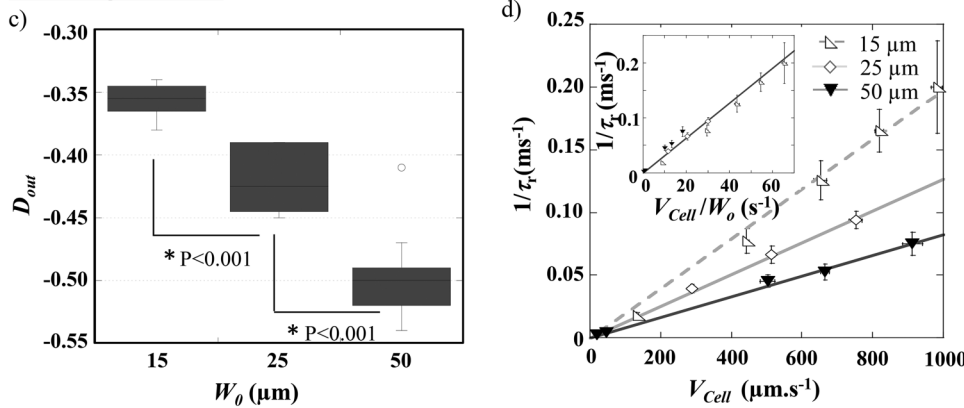 c)
-0.30
-0.35
-0.40
-0.45
-0.50
-0.55
D_out
* P<0.001
* P<0.001
15 25 50
W_0 (µm)
d)
0.25
0.20
0.15
0.10
0.05
0
1/τ_r(ms⁻¹)
15 µm
25 µm
50 µm
0.2
0.1
0
1/τ_r(ms⁻¹)
0 20 40 60
V_Cell/W_o (s⁻¹)
0 200 400 600 800 1000
V_Cell (µm.s⁻¹)